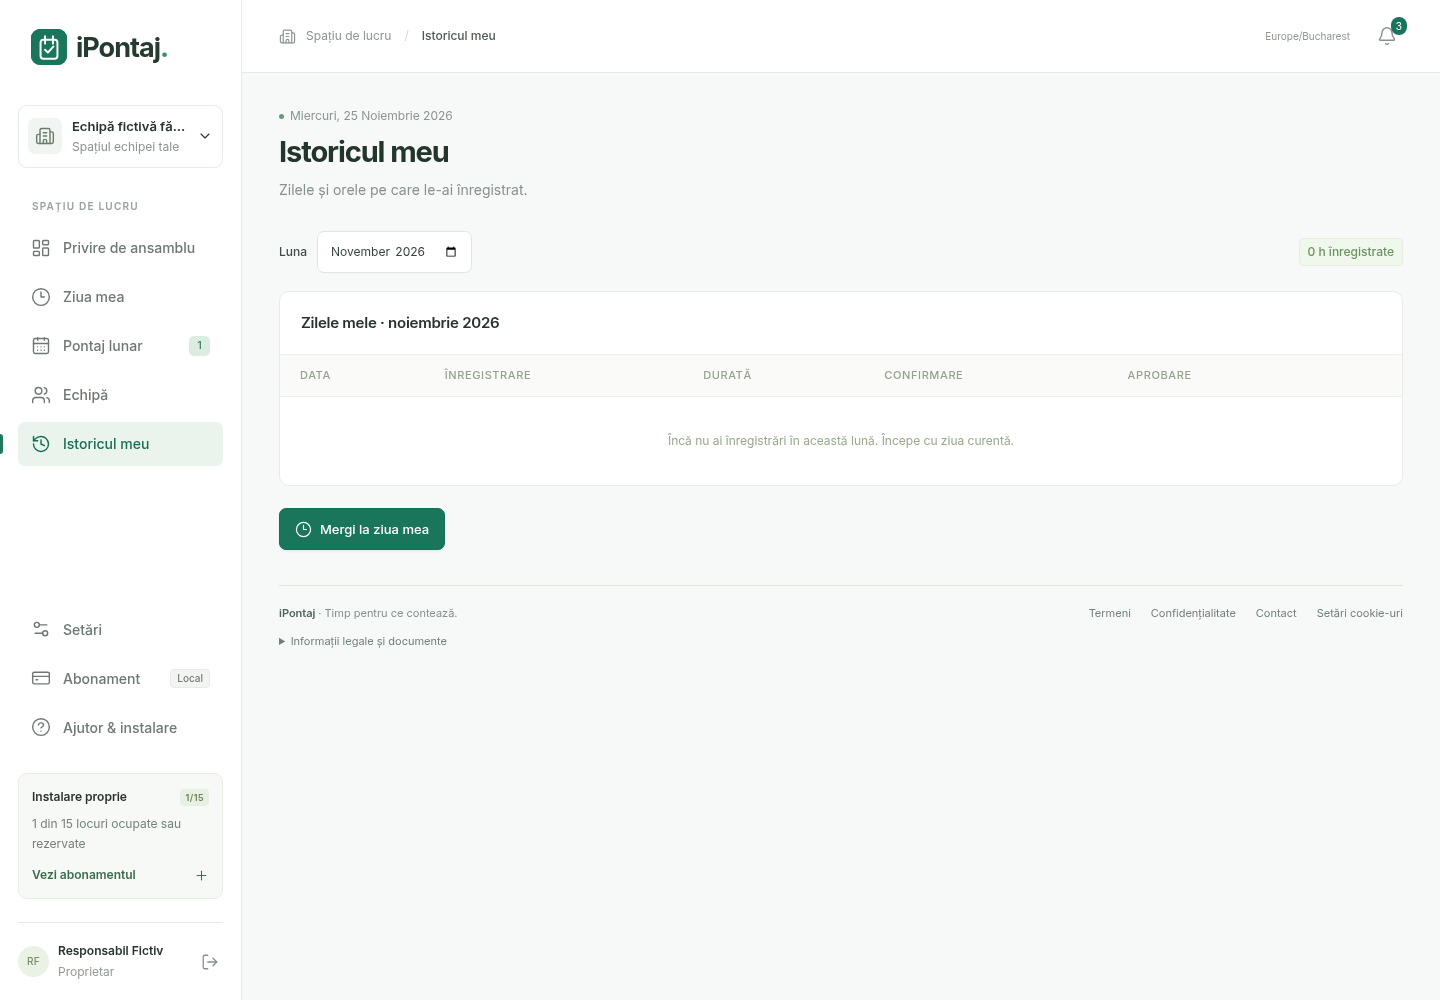 iPontaj.
Echipă fictivă fă...
Spațiul echipei tale
SPAȚIU DE LUCRU
Privire de ansamblu
Ziua mea
Pontaj lunar 1
Echipă
Istoricul meu
Setări
Abonament Local
Ajutor & instalare
Instalare proprie 1/15
1 din 15 locuri ocupate sau
rezervate
Vezi abonamentul
RF
Responsabil Fictiv
Proprietar
Spațiu de lucru / Istoricul meu
Europe/Bucharest
3
Miercuri, 25 Noiembrie 2026
Istoricul meu
Zilele și orele pe care le-ai înregistrat.
Luna November 2026
0 h înregistrate
Zilele mele · noiembrie 2026
DATA ÎNREGISTRARE DURATĂ CONFIRMARE APROBARE
Încă nu ai înregistrări în această lună. Începe cu ziua curentă.
Mergi la ziua mea
iPontaj · Timp pentru ce contează.
Termeni Confidențialitate Contact Setări cookie-uri
Informații legale și documente